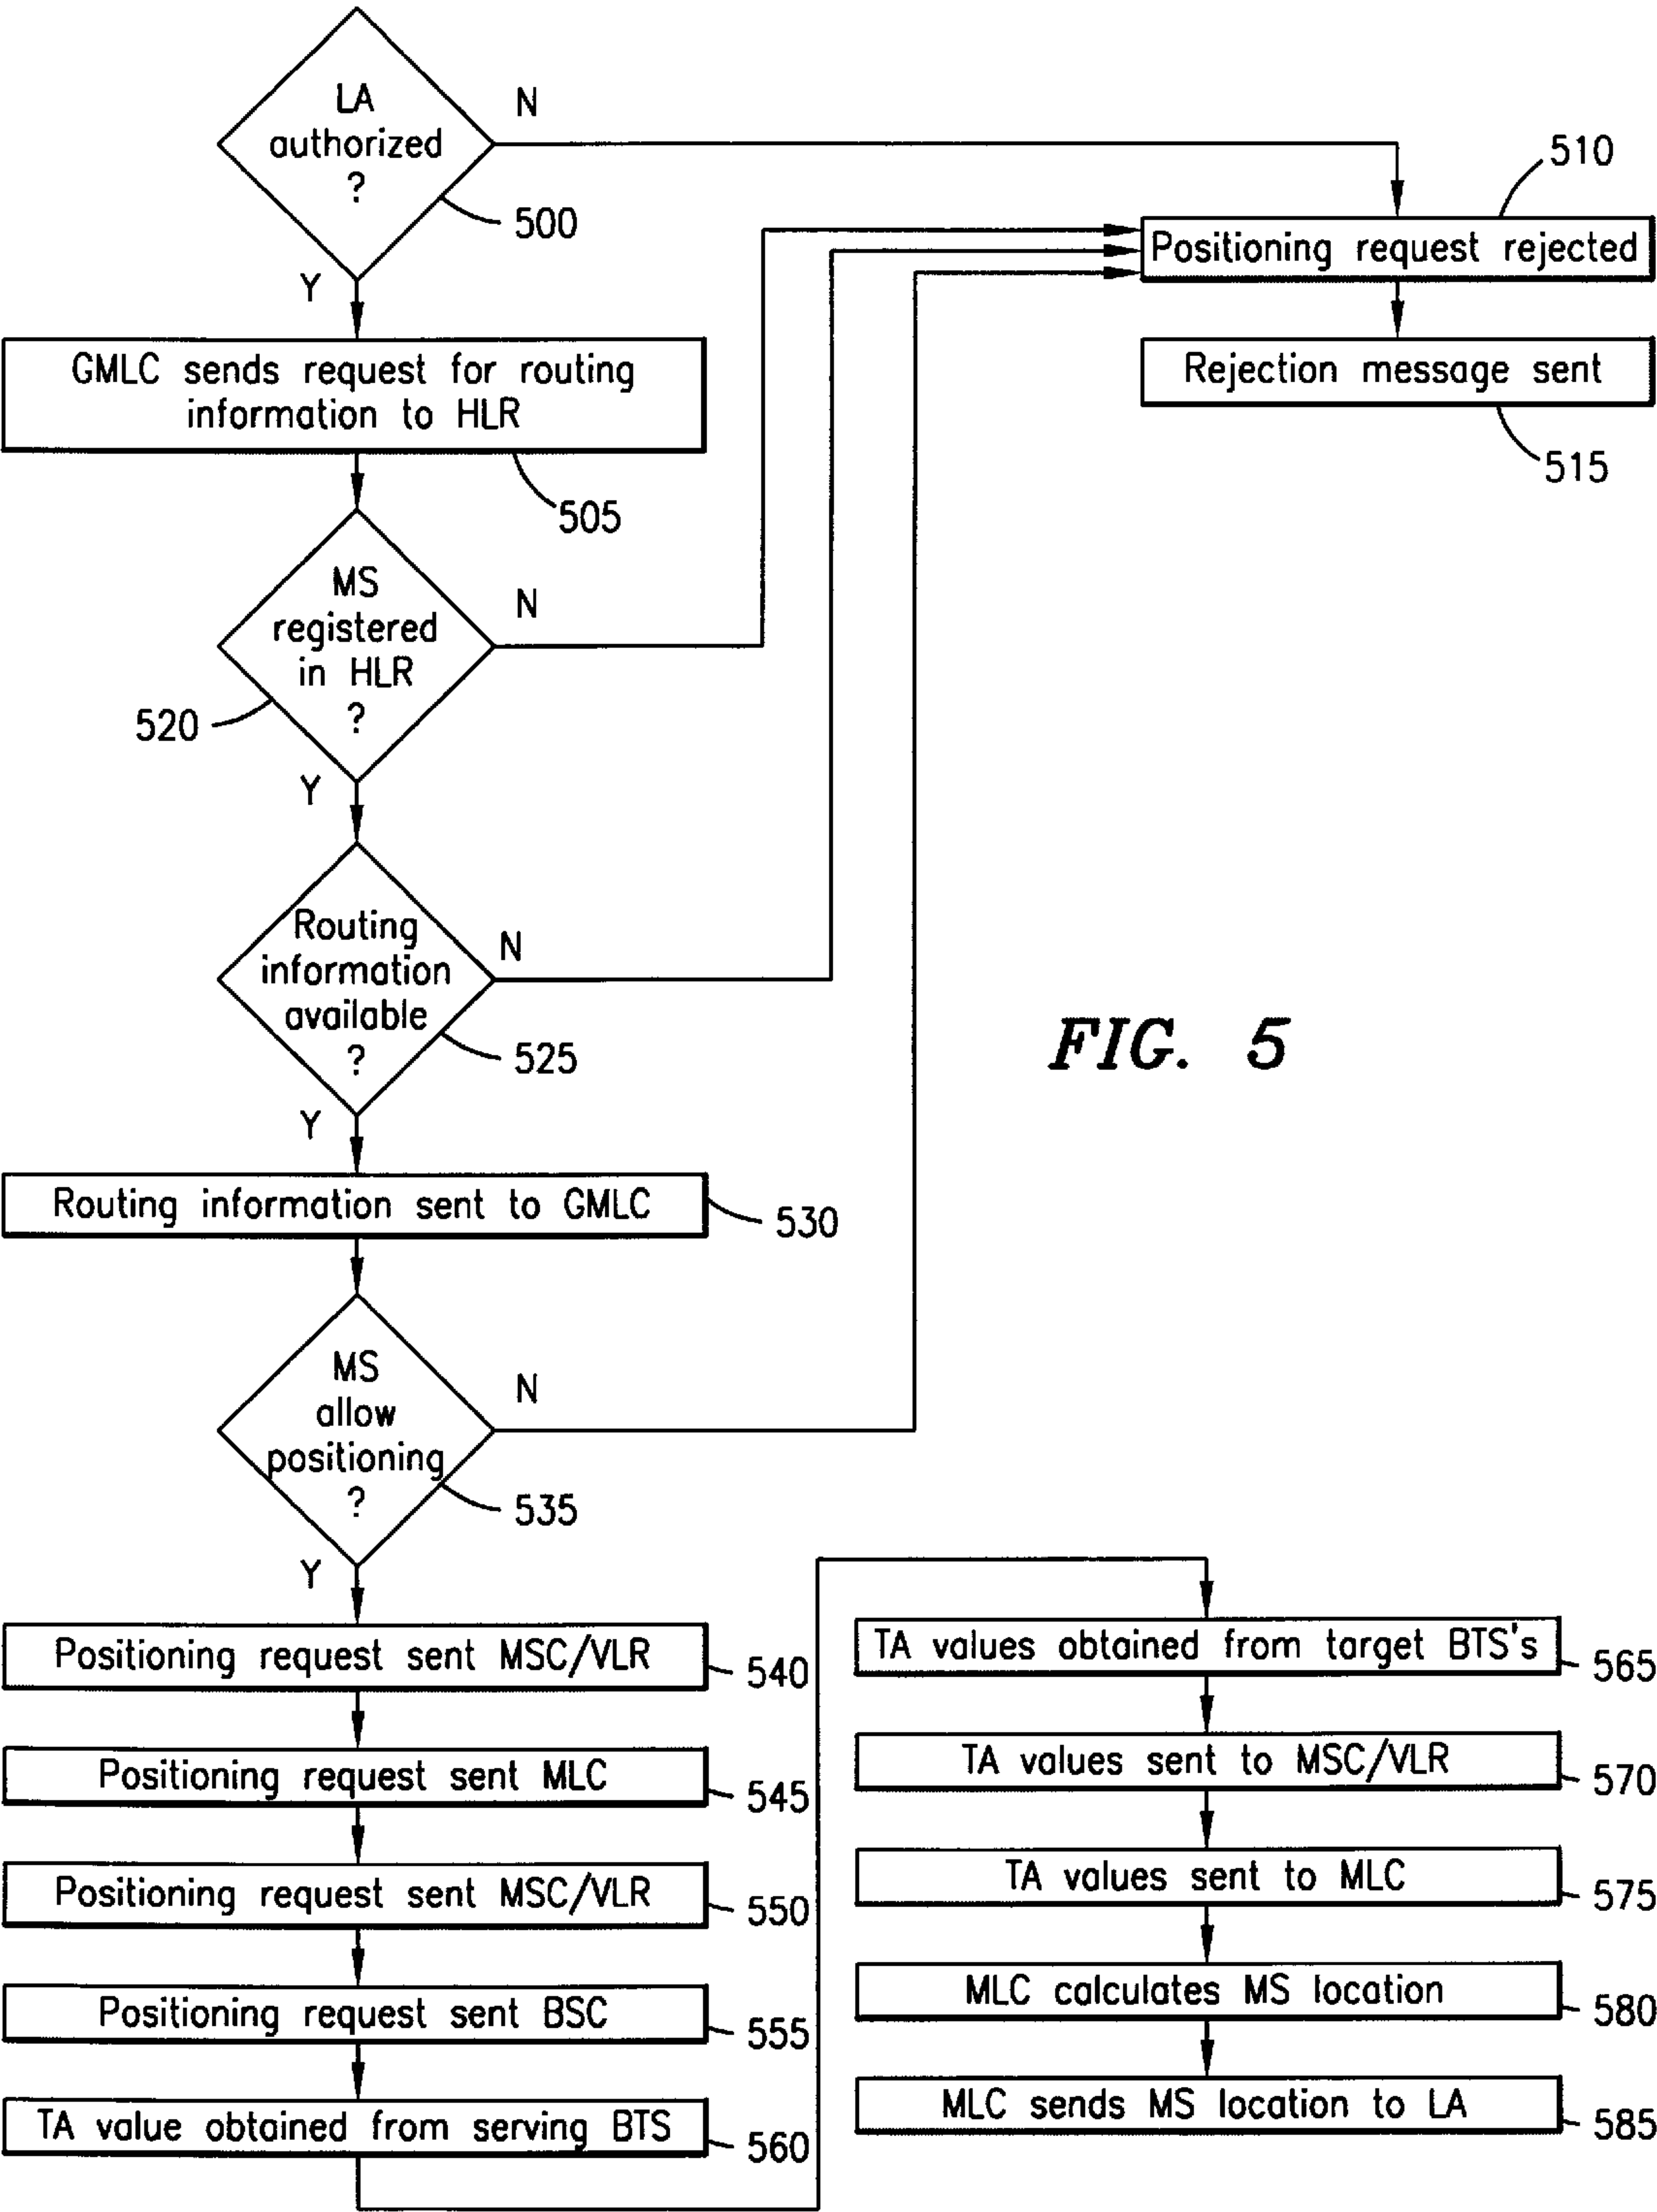 LA
authorized
?
N
500
Y
510
Positioning request rejected
Rejection message sent
515
GMLC sends request for routing
information to HLR
505
MS
registered
in HLR
?
N
520
Y
Routing
information
available
?
N
525
Y
Routing information sent to GMLC
530
MS
allow
positioning
?
N
535
Y
FIG. 5
Positioning request sent MSC/VLR
540
Positioning request sent MLC
545
Positioning request sent MSC/VLR
550
Positioning request sent BSC
555
TA value obtained from serving BTS
560
TA values obtained from target BTS's
565
TA values sent to MSC/VLR
570
TA values sent to MLC
575
MLC calculates MS location
580
MLC sends MS location to LA
585